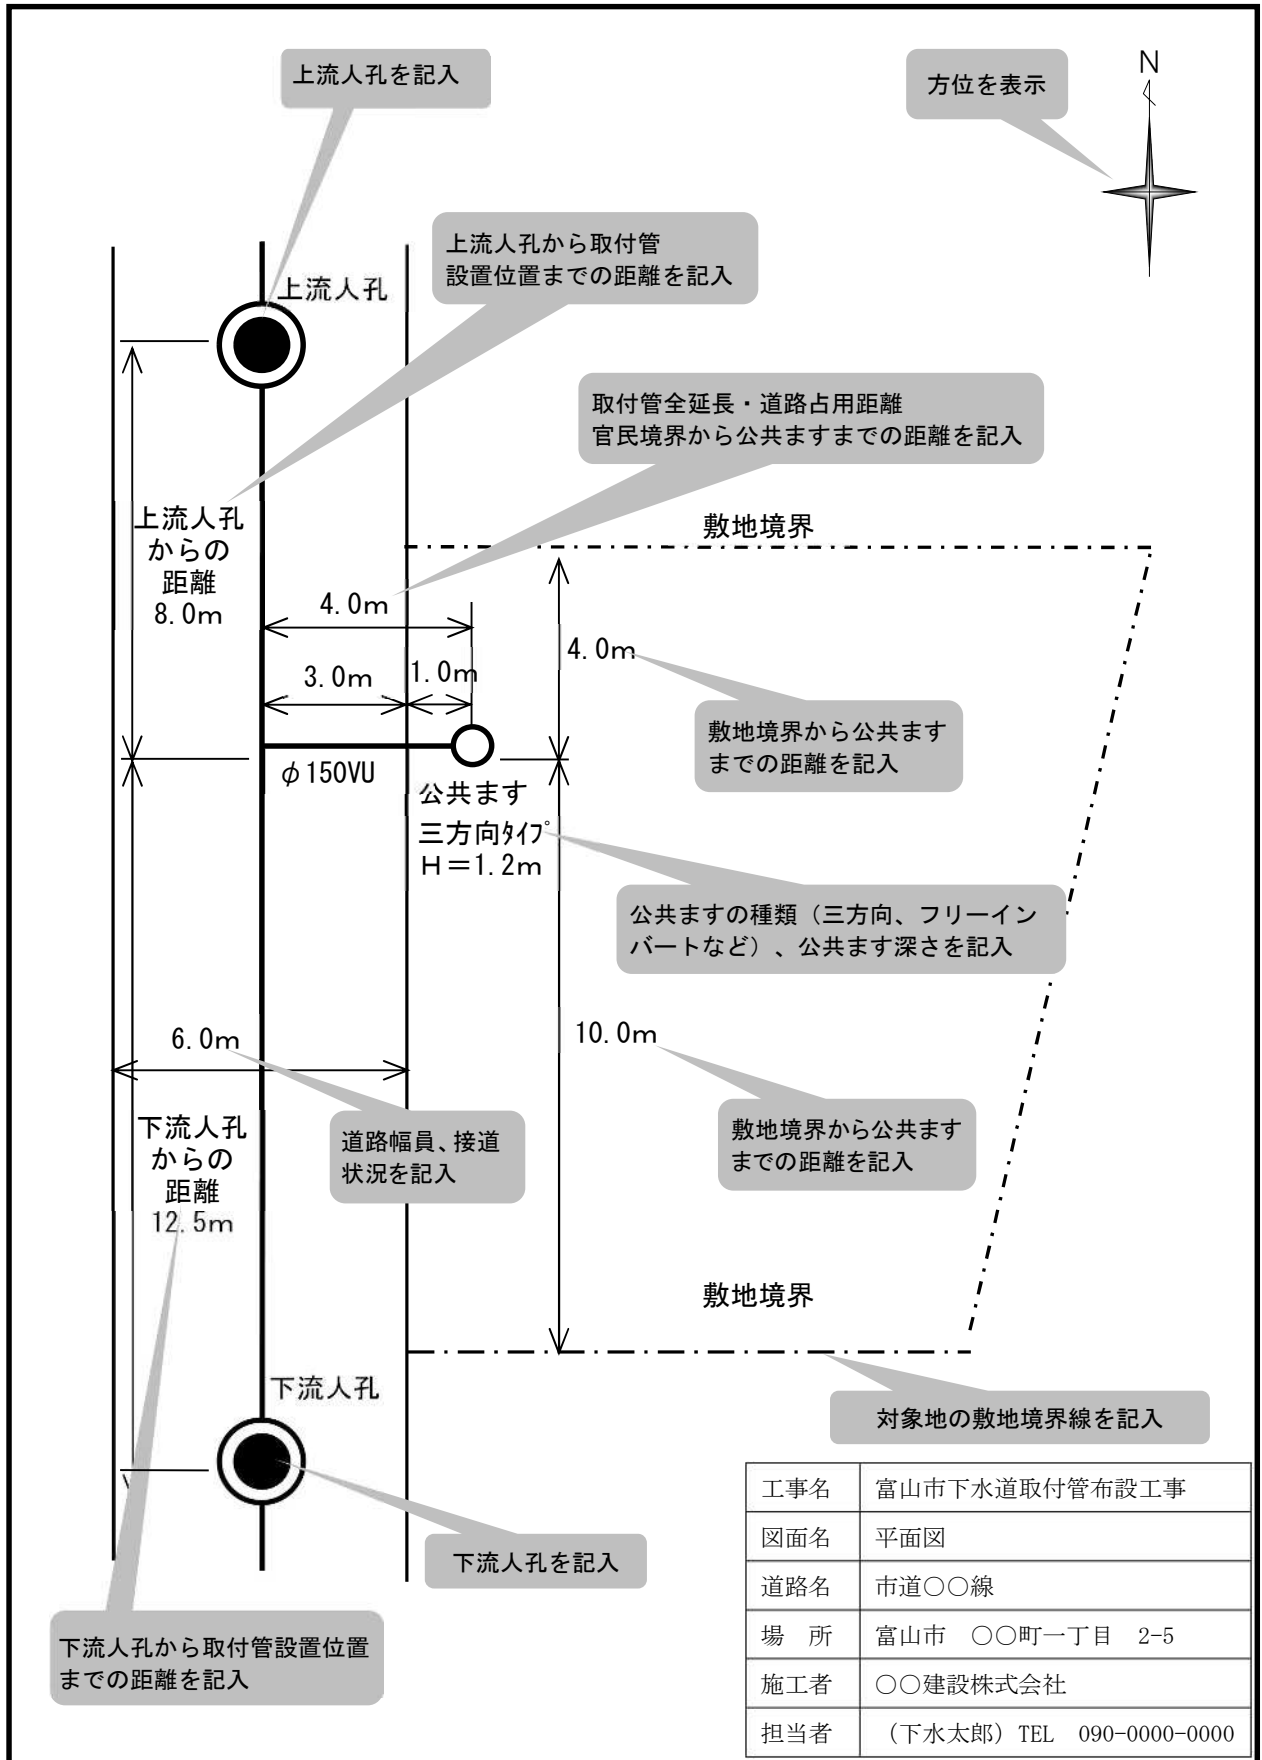 上流人孔を記入
方位を表示
N
上流人孔から取付管
設置位置までの距離を記入
上流人孔
取付管全延長・道路占用距離
官民境界から公共ますまでの距離を記入
上流人孔
からの
距離
8.0m
敷地境界
4.0m
3.0m
1.0m
4.0m
敷地境界から公共ます
までの距離を記入
φ150VU
公共ます
三方向ﾀｲﾌﾟ
H=1.2m
公共ますの種類（三方向、フリーイン
バートなど）、公共ます深さを記入
6.0m
10.0m
道路幅員、接道
状況を記入
敷地境界から公共ます
までの距離を記入
下流人孔
からの
距離
12.5m
敷地境界
下流人孔
対象地の敷地境界線を記入
下流人孔を記入
下流人孔から取付管設置位置
までの距離を記入
工事名 富山市下水道取付管布設工事
図面名 平面図
道路名 市道○○線
場　所 富山市　○○町一丁目　2-5
施工者 ○○建設株式会社
担当者 （下水太郎）TEL　090-0000-0000